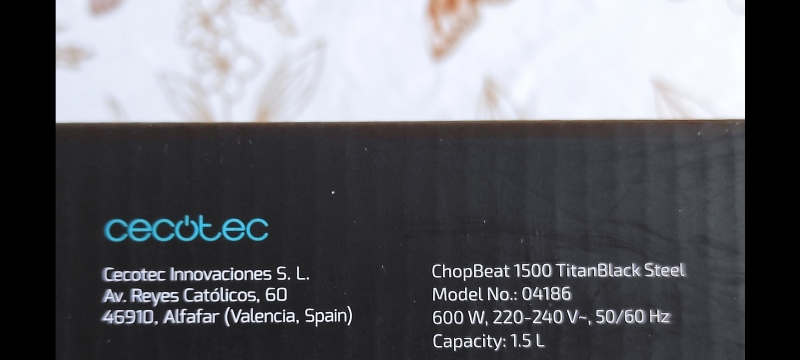 cecotec
Cecotec Innovaciones S. L.
Av. Reyes Católicos, 60
46910, Alfafar (Valencia, Spain)
ChopBeat 1500 TitanBlack Steel
Model No.: 04186
600 W, 220-240 V~, 50/60 Hz
Capacity: 1.5 L